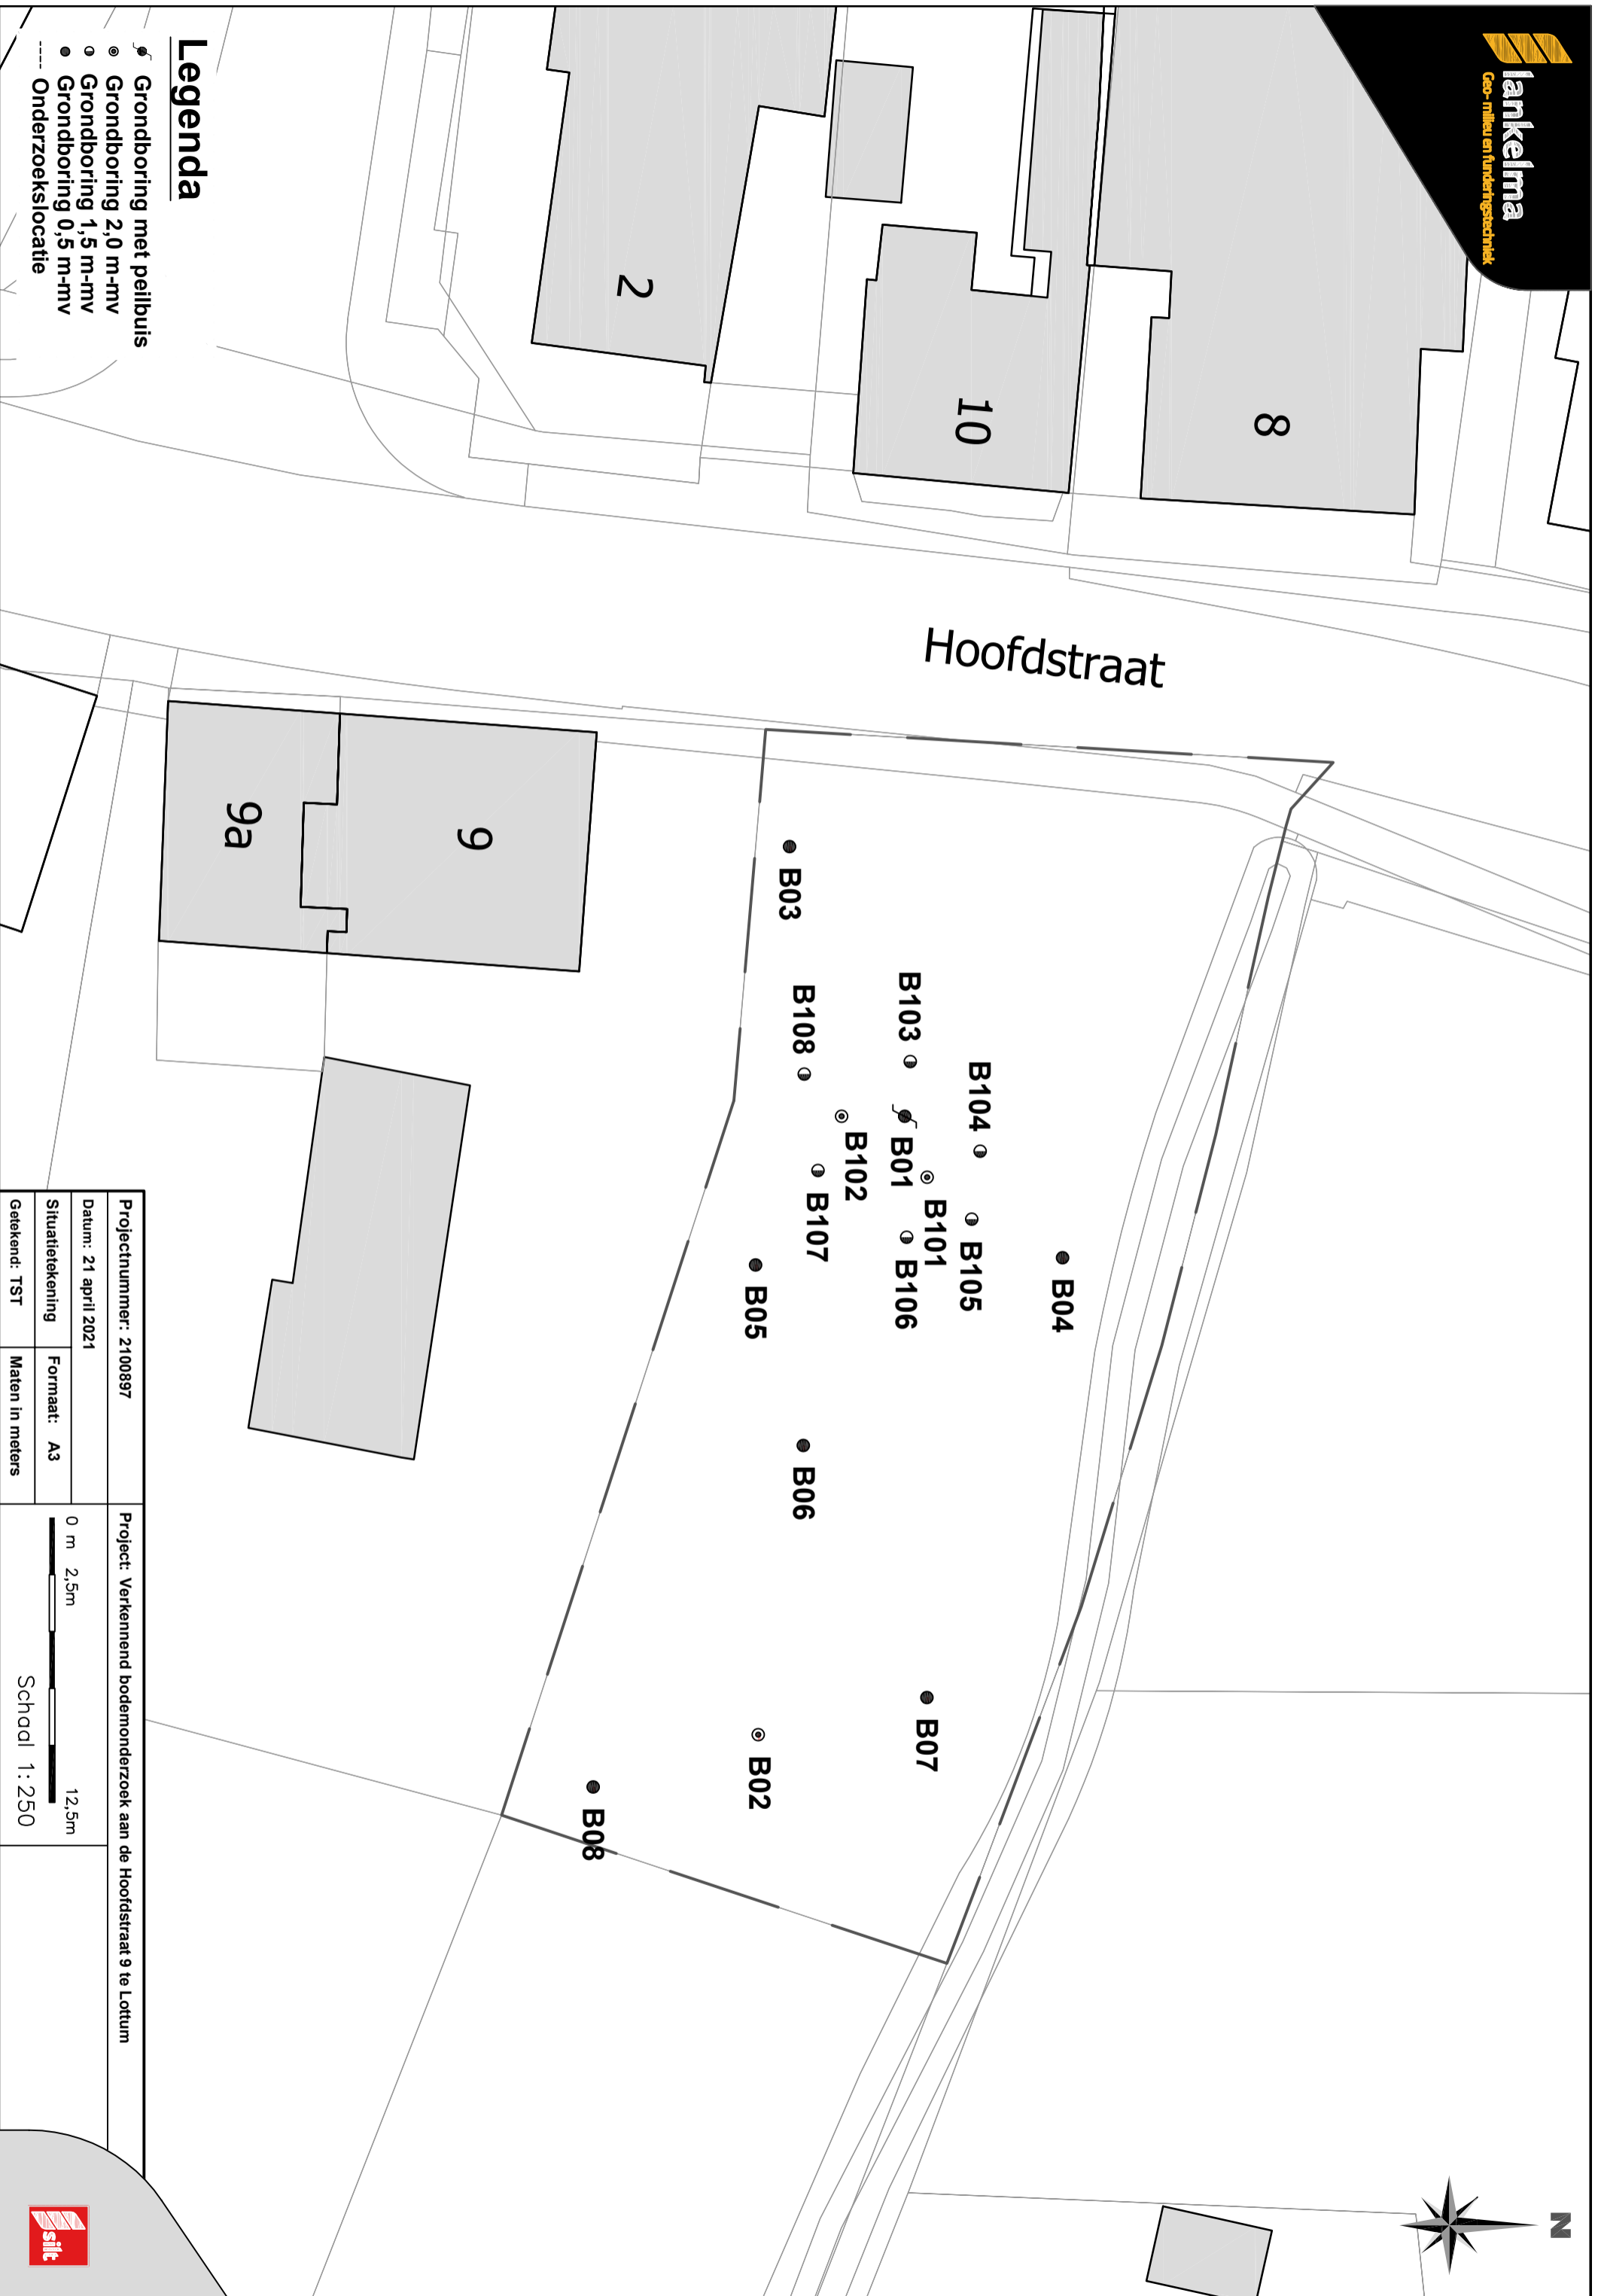 lankelma
Geo- milieu en funderingstechniek
N
8
10
2
Hoofdstraat
9
9a
B04
B104
B105
B101
B103
B01
B106
B07
B102
B107
B108
B03
B06
B05
B02
B08
Legenda
Grondboring met peilbuis
Grondboring 2,0 m-mv
Grondboring 1,5 m-mv
Grondboring 0,5 m-mv
Onderzoekslocatie
Projectnummer: 2100897
Project: Verkennend bodemonderzoek aan de Hoofdstraat 9 te Lottum
Datum: 21 april 2021
Situatietekening
Formaat: A3
Getekend: TST
Maten in meters
0 m 2,5m 12,5m
Schaal 1:250
silt